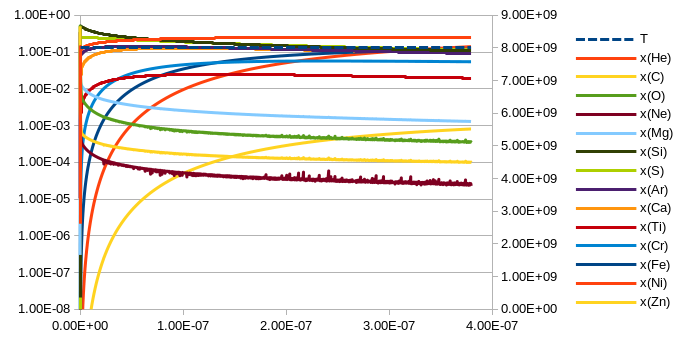 1.00E+00
1.00E-01
1.00E-02
1.00E-03
1.00E-04
1.00E-05
1.00E-06
1.00E-07
1.00E-08
0.00E+00 1.00E-07 2.00E-07 3.00E-07 4.00E-07
9.00E+09
8.00E+09
7.00E+09
6.00E+09
5.00E+09
4.00E+09
3.00E+09
2.00E+09
1.00E+09
0.00E+00
T
x(He)
x(C)
x(O)
x(Ne)
x(Mg)
x(Si)
x(S)
x(Ar)
x(Ca)
x(Ti)
x(Cr)
x(Fe)
x(Ni)
x(Zn)